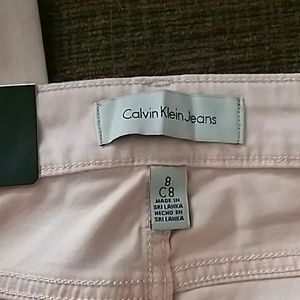 Calvin Klein Jeans
8
C8
MADE IN
SRI LANKA
HECHO EN
SRI LANKA